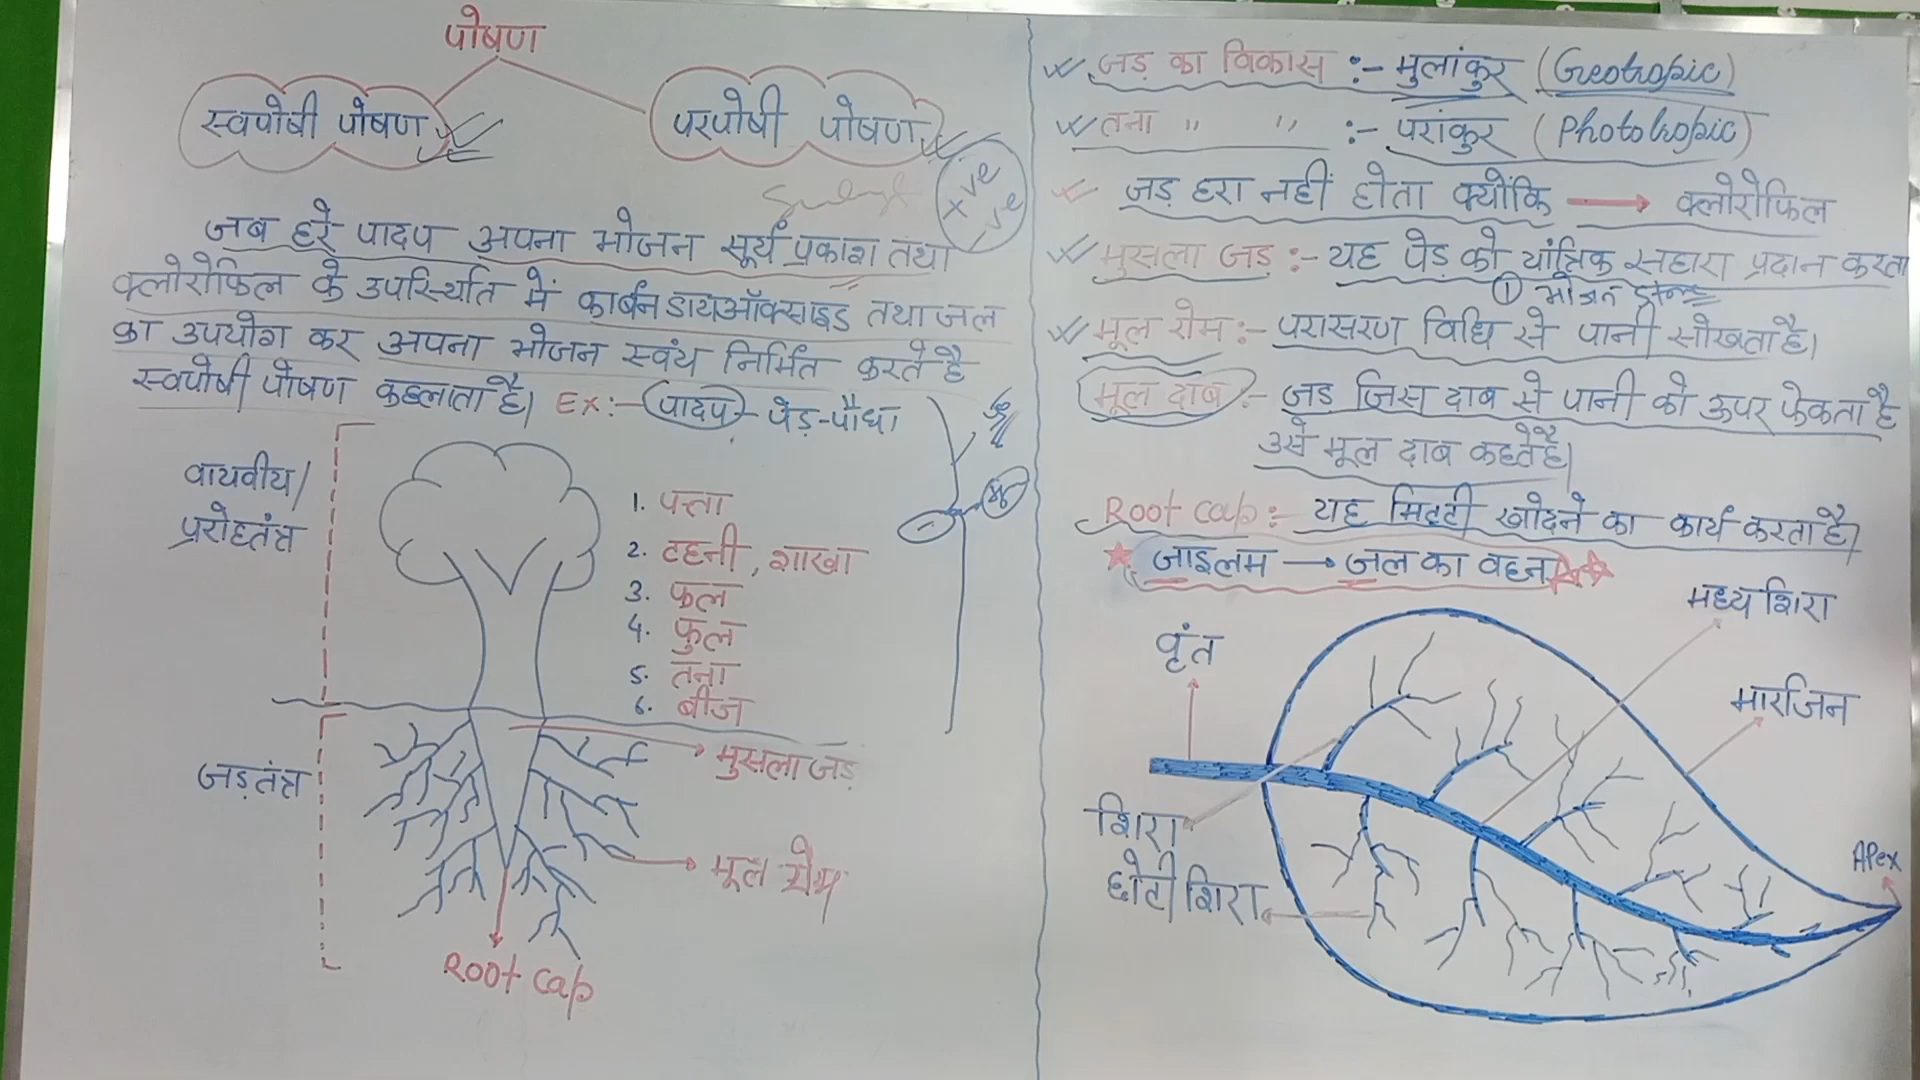 पोषण
स्वपोषी पोषण
परपोषी पोषण
जब हरे पादप अपना भोजन सूर्य प्रकाश तथा
क्लोरोफिल के उपस्थिति में कार्बन डायऑक्साइड तथा जल
का उपयोग कर अपना भोजन स्वंय निर्मित करते है
स्वपोषी पोषण कहलाता है। Ex:- पादप - पेड़-पौधा
वायवीय/
प्ररोहतंत्र
1. पत्ता
2. टहनी, शाखा
3. फल
4. फुल
5. तना
6. बीज
जड़तंत्र
मुसला जड़
मूल रोम
Root cap
जड़ का विकास :- मुलांकुर (Geotropic)
तना " " :- परांकुर (Photohopic)
जड़ हरा नहीं होता क्योंकि → क्लोरोफिल
मुसला जड़ :- यह पेड़ को यांत्रिक सहारा प्रदान करता
① भोजन
मूल रोम :- परासरण विधि से पानी सोखता है।
मूल दाब :- जड़ जिस दाब से पानी को ऊपर फेकता है
उसे मूल दाब कहते है।
Root cap :- यह मिट्टी खोदने का कार्य करता है।
जाइलम → जल का वहन
मध्य शिरा
वृंत
मारजिन
शिरा
छोटी शिरा
Apex